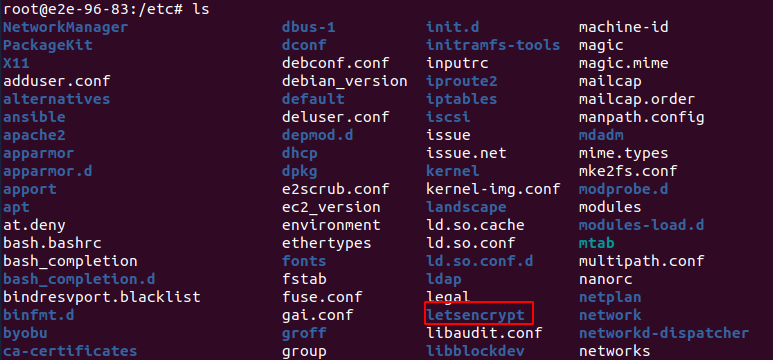 root@e2e-96-83:/etc# ls
NetworkManager dbus-1 init.d machine-id
PackageKit dconf initramfs-tools magic
X11 debconf.conf inputrc magic.mime
adduser.conf debian_version iproute2 mailcap
alternatives default iptables mailcap.order
ansible deluser.conf iscsi manpath.config
apache2 depmod.d issue mdadm
apparmor dhcp issue.net mime.types
apparmor.d dpkg kernel mke2fs.conf
apport e2scrub.conf kernel-img.conf modprobe.d
apt ec2_version landscape modules
at.deny environment ld.so.cache modules-load.d
bash.bashrc ethertypes ld.so.conf mtab
bash_completion fonts ld.so.conf.d multipath.conf
bash_completion.d fstab ldap nanorc
bindresvport.blacklist fuse.conf legal netplan
binfmt.d gai.conf letsencrypt network
byobu groff libaudit.conf networkd-dispatcher
ca-certificates group libblockdev networks